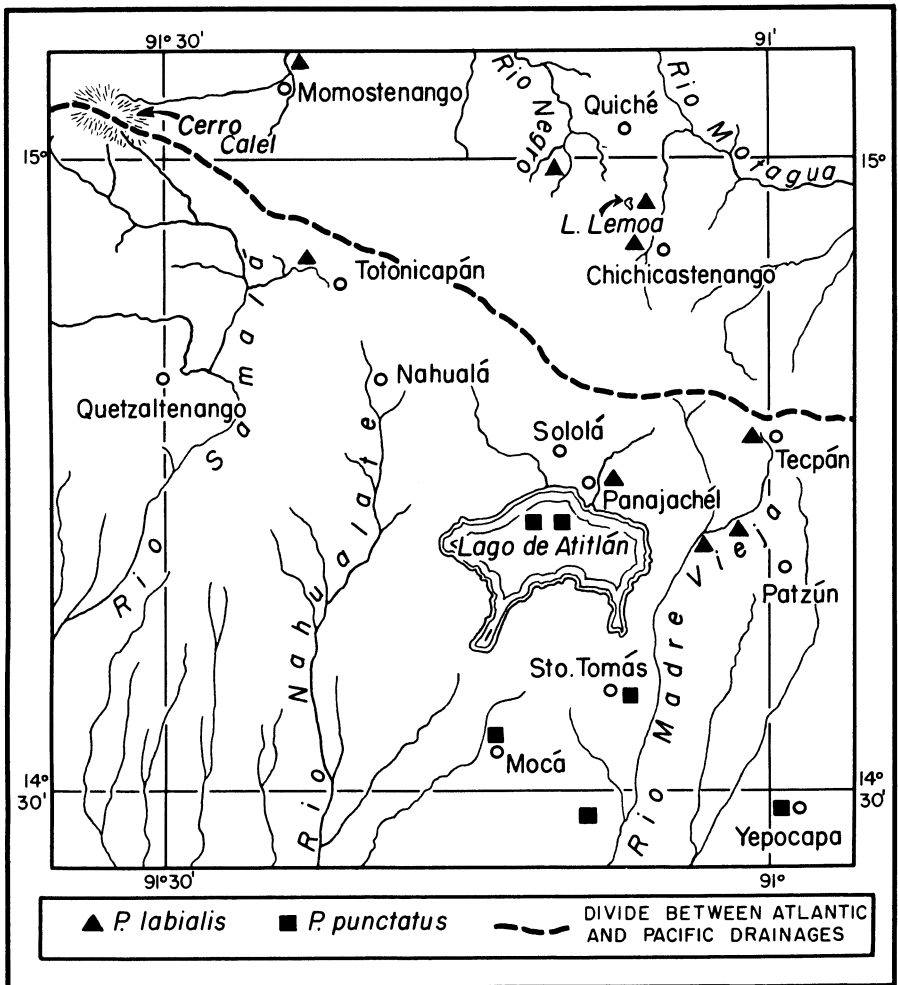 91° 30'
91'
Rio Negro
Rio Motagua
Momostenango
Quiché
Cerro
Calel
15°
15°
L. Lemoa
Chichicastenango
Totonicapán
Rio Samalá
Nahualá
Quetzaltenango
Rio Nahualate
Sololá
Tecpán
Panajachél
Lago de Atitlán
Rio Madre Vieja
Patzún
Sto. Tomás
Mocá
14°
30'
14°
30'
Yepocapa
91°30'
91°
P. labialis
P. punctatus
DIVIDE BETWEEN ATLANTIC
AND PACIFIC DRAINAGES